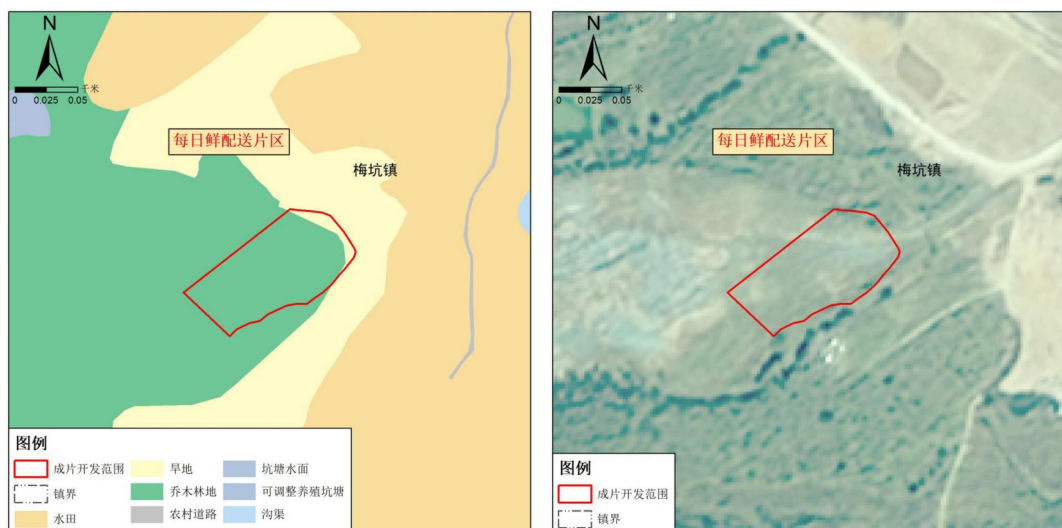 N
0 0.025 0.05 千米
每日鲜配送片区
梅坑镇
图例
成片开发范围
镇界
水田
旱地
乔木林地
农村道路
坑塘水面
可调整养殖坑塘
沟渠
N
0 0.025 0.05 千米
每日鲜配送片区
梅坑镇
图例
成片开发范围
镇界